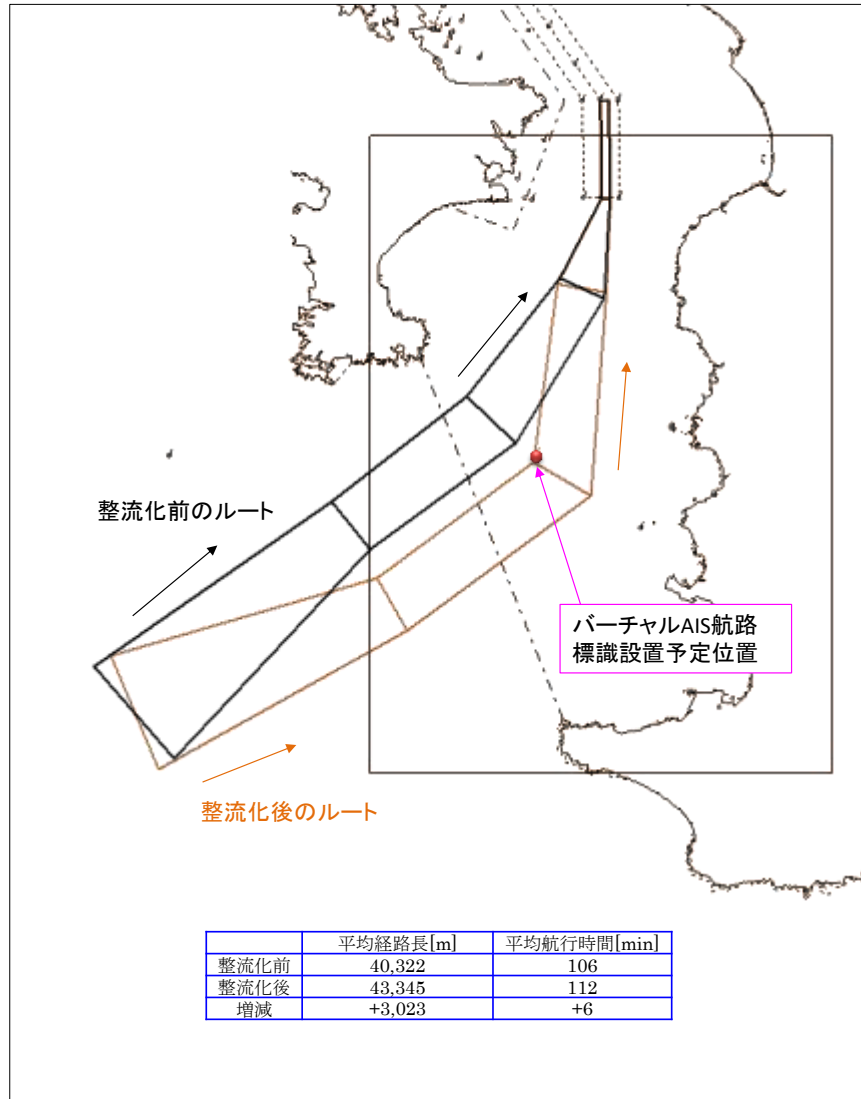 整流化前のルート
バーチャルAIS航路
標識設置予定位置
整流化後のルート
平均経路長[m] 平均航行時間[min]
整流化前 40,322 106
整流化後 43,345 112
増減 +3,023 +6